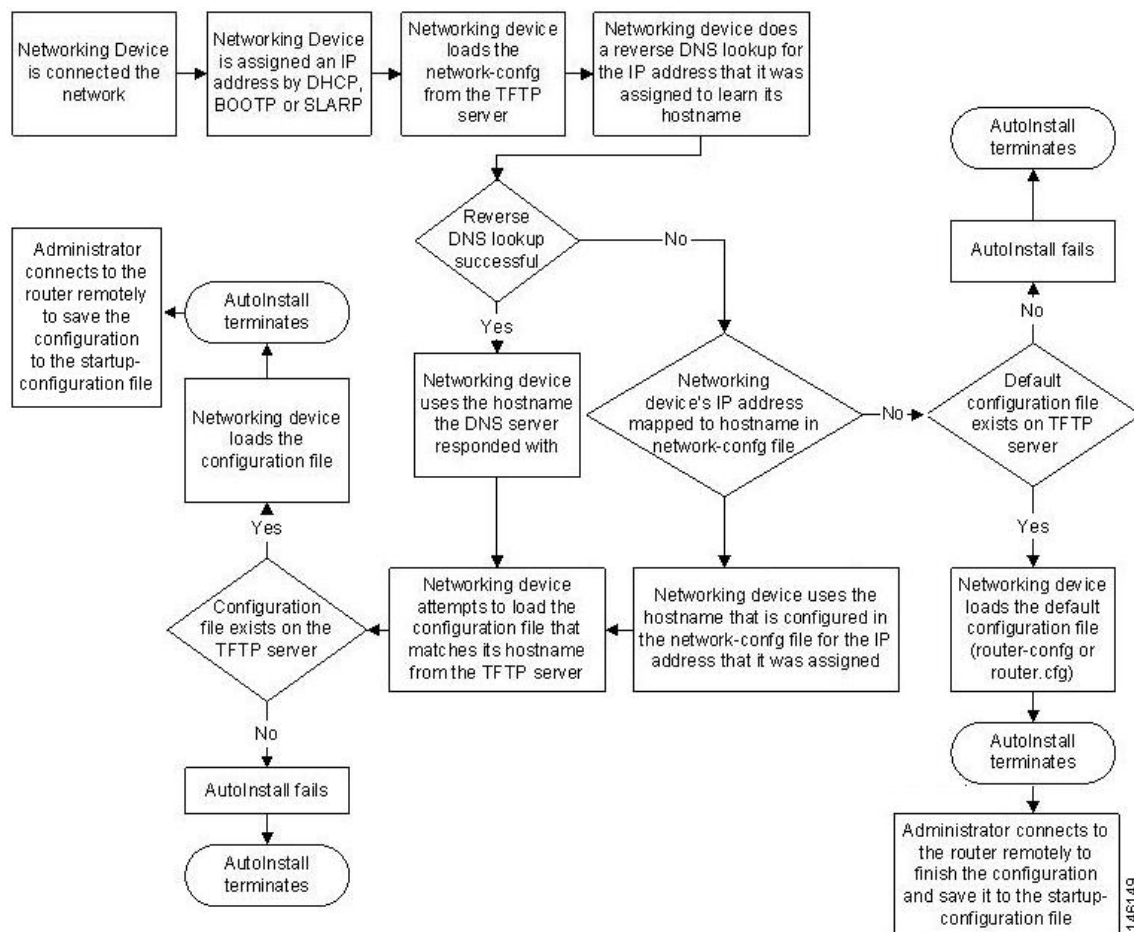 Networking Device
is connected the
network
Networking Device
is assigned an IP
address by DHCP,
BOOTP or SLARP
Networking device
loads the
network-confg
from the TFTP
server
Networking device does
a reverse DNS lookup for
the IP address that it was
assigned to learn its
hostname
AutoInstall
terminates
AutoInstall fails
No
Reverse
DNS lookup
successful
No
Yes
Administrator
connects to the
router remotely
to save the
configuration
to the startup-
configuration file
AutoInstall
terminates
Networking device
loads the
configuration file
Yes
Networking device
uses the hostname
the DNS server
responded with
Networking
device's IP address
mapped to hostname in
network-confg file
No
Default
configuration file
exists on TFTP
server
Yes
Configuration
file exists on the
TFTP server
No
Networking device
attempts to load the
configuration file that
matches its hostname
from the TFTP server
Networking device uses the
hostname that is configured in
the network-confg file for the IP
address that it was assigned
Networking device
loads the default
configuration file
(router-confg or
router.cfg)
AutoInstall fails
AutoInstall
terminates
AutoInstall
terminates
Administrator connects to
the router remotely to
finish the configuration
and save it to the startup-
configuration file
146149